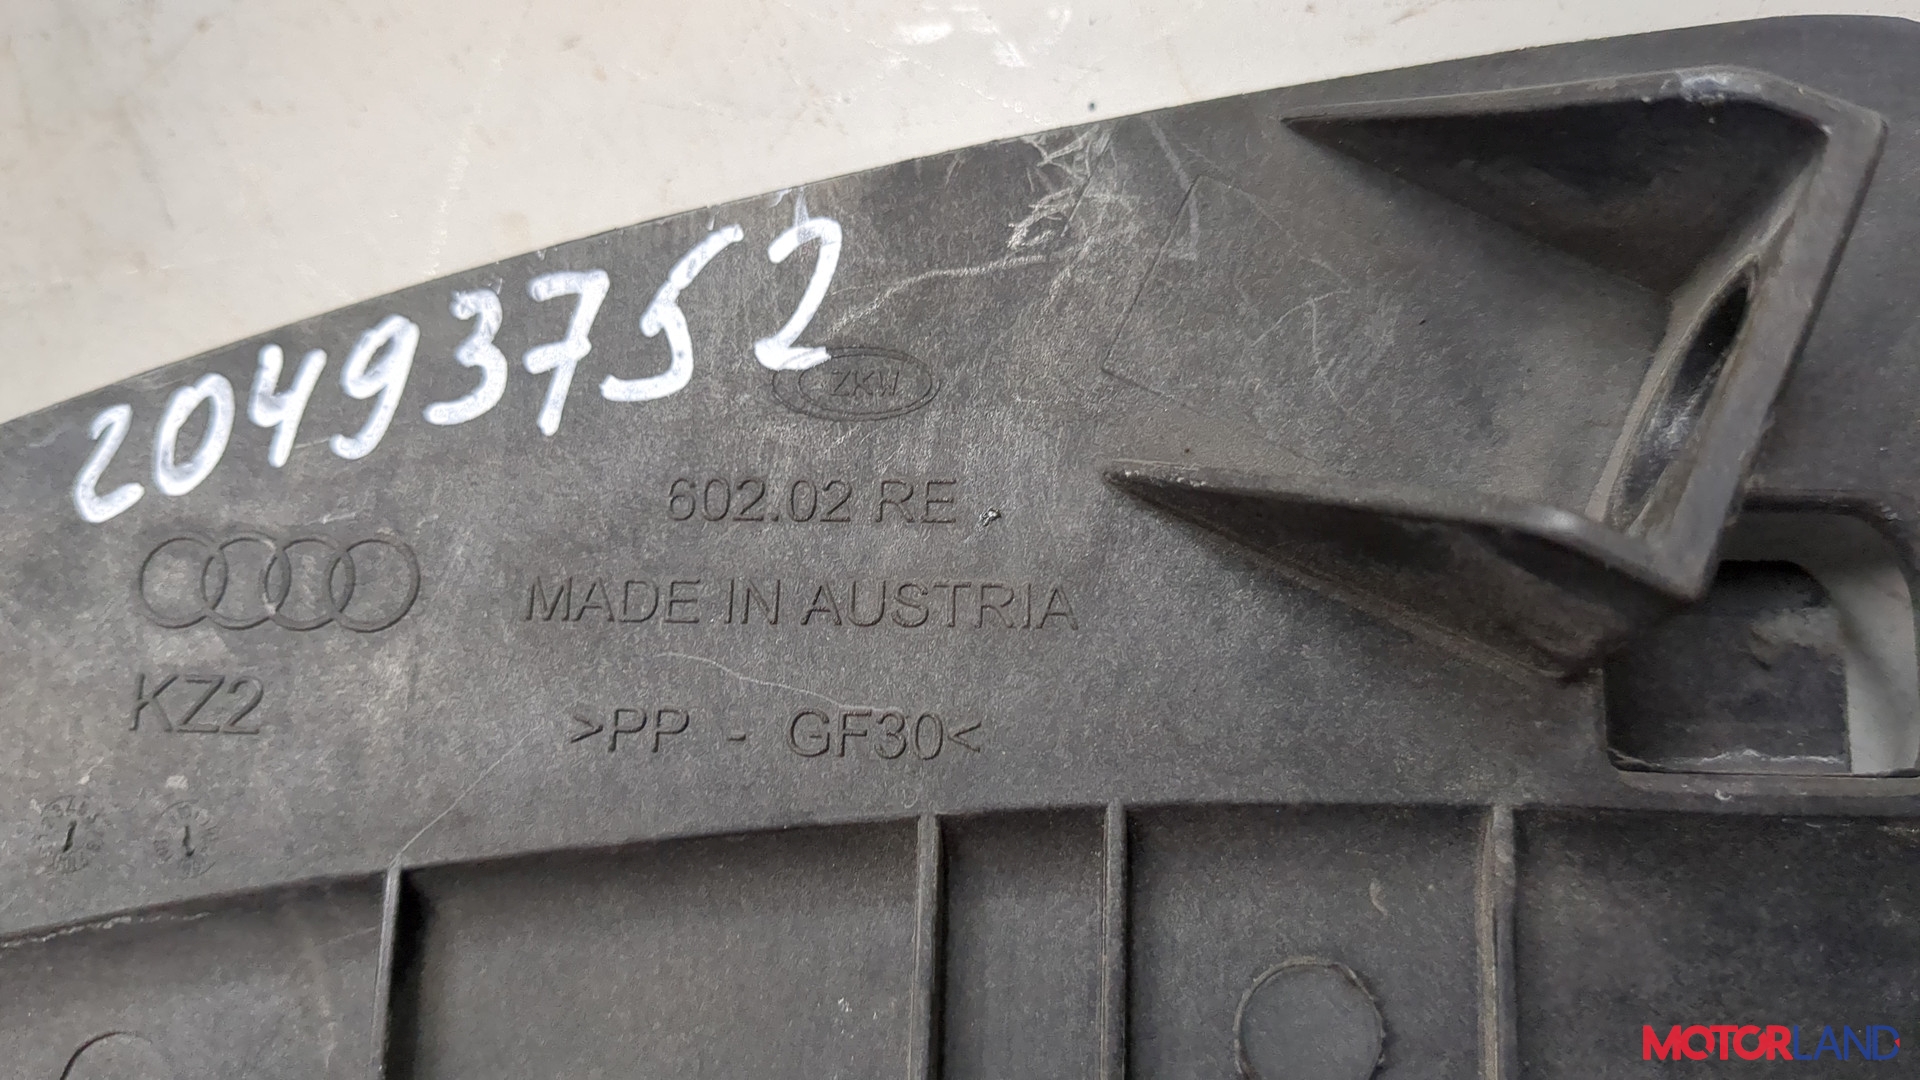 20493752
ZKW
602.02 RE
MADE IN AUSTRIA
KZ2
>PP - GF30<
MOTORLAND